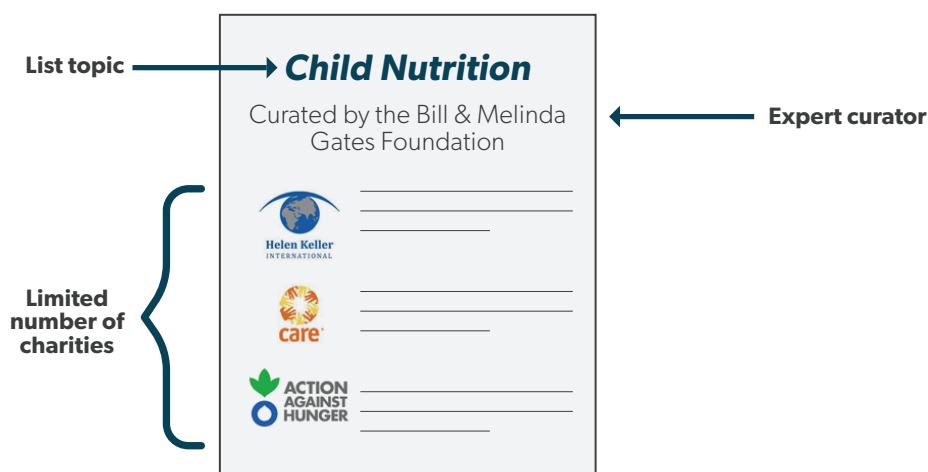 List topic
Child Nutrition
Curated by the Bill & Melinda
Gates Foundation
Expert curator
Limited
number of
charities
Helen Keller
INTERNATIONAL
care
ACTION
AGAINST
HUNGER